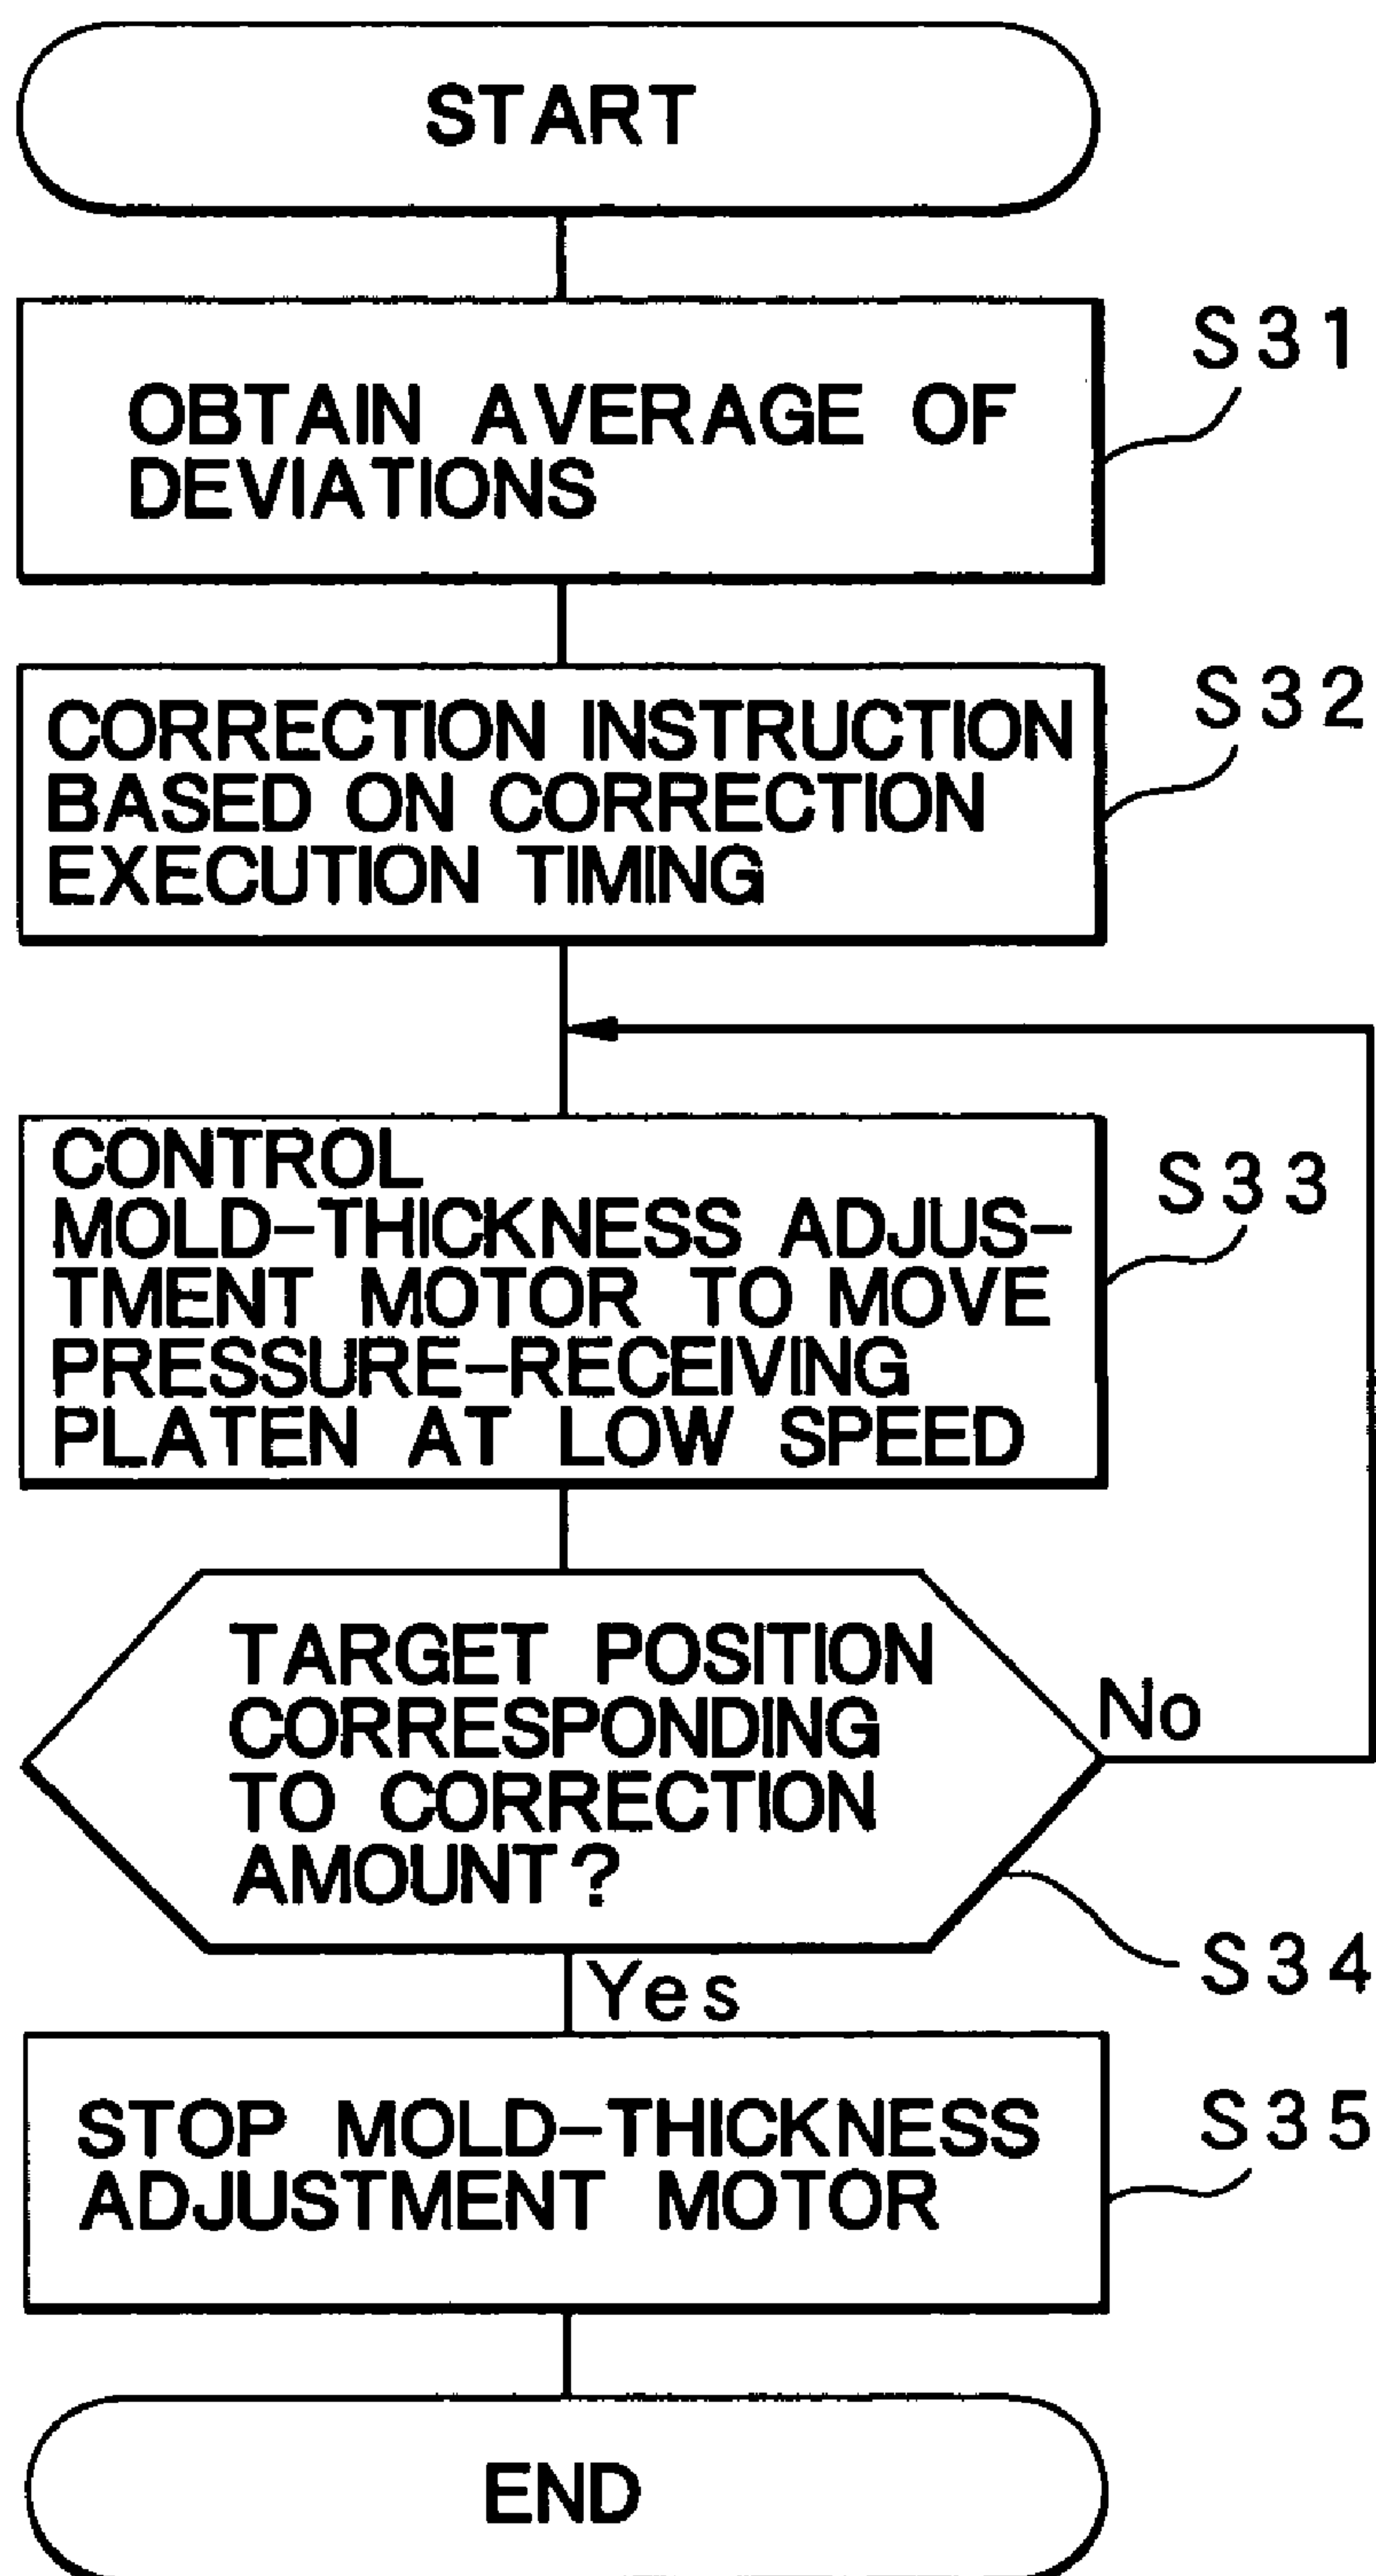 START
S31
OBTAIN AVERAGE OF
DEVIATIONS
S32
CORRECTION INSTRUCTION
BASED ON CORRECTION
EXECUTION TIMING
CONTROL
S33
MOLD-THICKNESS ADJUS-
TMENT MOTOR TO MOVE
PRESSURE-RECEIVING
PLATEN AT LOW SPEED
TARGET POSITION
CORRESPONDING
TO CORRECTION
AMOUNT?
No
S34
Yes
S35
STOP MOLD-THICKNESS
ADJUSTMENT MOTOR
END